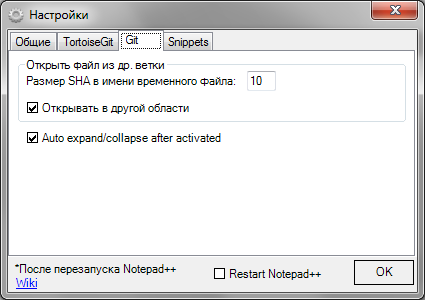 Настройки
Общие TortoiseGit Git Snippets
Открыть файл из др. ветки
Размер SHA в имени временного файла: 10
Открывать в другой области
Auto expand/collapse after activated
*После перезапуска Notepad++
Wiki
Restart Notepad++
OK